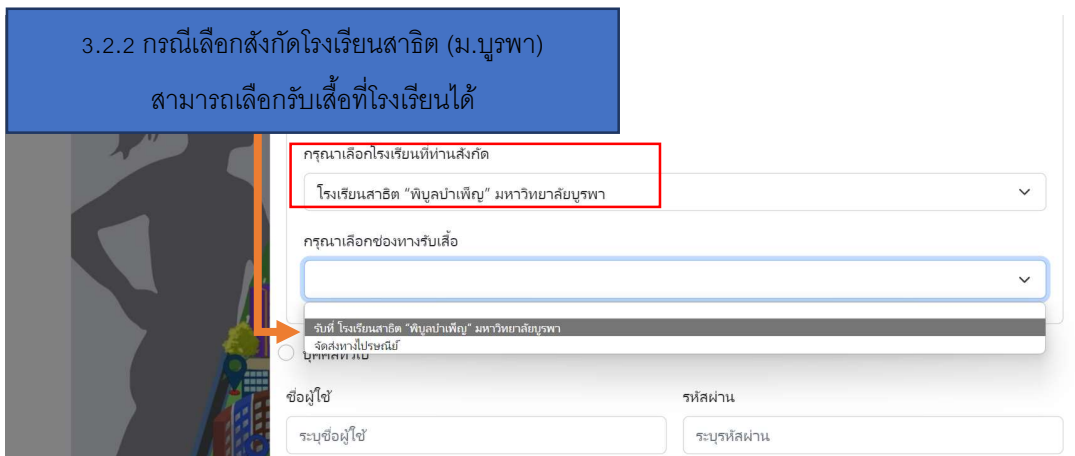 3.2.2 กรณีเลือกสังกัดโรงเรียนสาธิต (ม.บูรพา)
สามารถเลือกรับเสื้อที่โรงเรียนได้
กรุณาเลือกโรงเรียนที่ท่านสังกัด
โรงเรียนสาธิต "พิบูลบำเพ็ญ" มหาวิทยาลัยบูรพา
กรุณาเลือกช่องทางรับเสื้อ
รับที่ โรงเรียนสาธิต "พิบูลบำเพ็ญ" มหาวิทยาลัยบูรพา
จัดส่งทางไปรษณีย์
บุคคลทั่วไป
ชื่อผู้ใช้ รหัสผ่าน
ระบุชื่อผู้ใช้ ระบุรหัสผ่าน